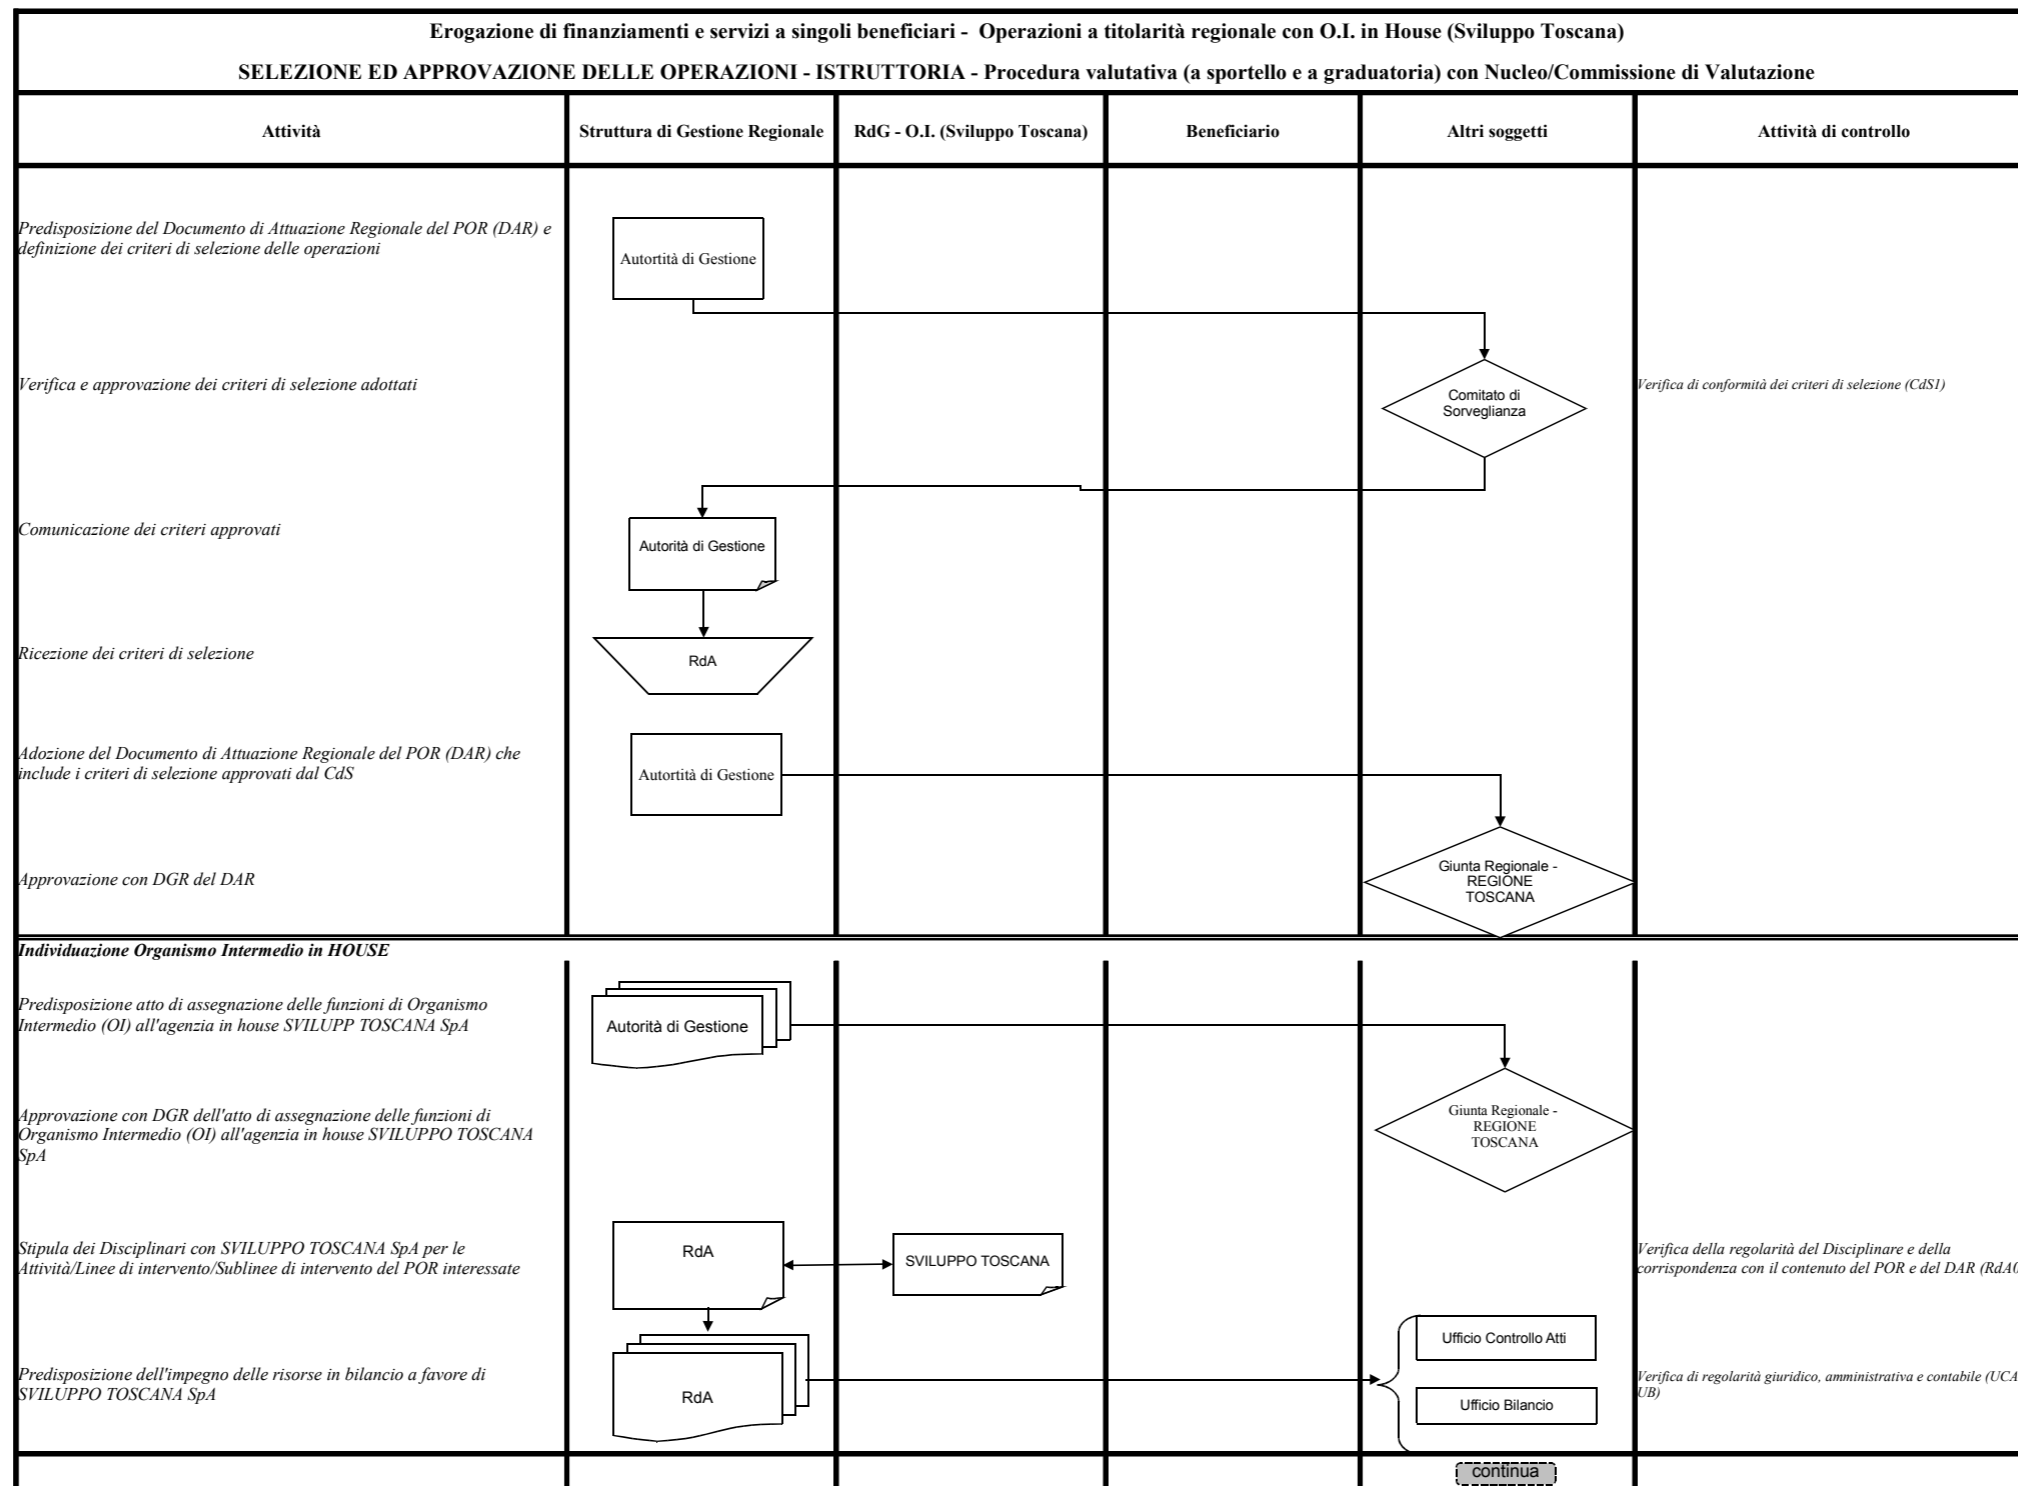 Erogazione di finanziamenti e servizi a singoli beneficiari - Operazioni a titolarità regionale con O.I. in House (Sviluppo Toscana)
SELEZIONE ED APPROVAZIONE DELLE OPERAZIONI - ISTRUTTORIA - Procedura valutativa (a sportello e a graduatoria) con Nucleo/Commissione di Valutazione
Attività
Struttura di Gestione Regionale
RdG - O.I. (Sviluppo Toscana)
Beneficiario
Altri soggetti
Attività di controllo
Predisposizione del Documento di Attuazione Regionale del POR (DAR) e
definizione dei criteri di selezione delle operazioni
Autortità di Gestione
Verifica e approvazione dei criteri di selezione adottati
Comitato di
Sorveglianza
Verifica di conformità dei criteri di selezione (CdS1)
Comunicazione dei criteri approvati
Autorità di Gestione
Ricezione dei criteri di selezione
RdA
Adozione del Documento di Attuazione Regionale del POR (DAR) che
include i criteri di selezione approvati dal CdS
Autortità di Gestione
Approvazione con DGR del DAR
Giunta Regionale -
REGIONE
TOSCANA
Individuazione Organismo Intermedio in HOUSE
Predisposizione atto di assegnazione delle funzioni di Organismo
Intermedio (OI) all'agenzia in house SVILUPP TOSCANA SpA
Autorità di Gestione
Approvazione con DGR dell'atto di assegnazione delle funzioni di
Organismo Intermedio (OI) all'agenzia in house SVILUPPO TOSCANA
SpA
Giunta Regionale -
REGIONE
TOSCANA
Stipula dei Disciplinari con SVILUPPO TOSCANA SpA per le
Attività/Linee di intervento/Sublinee di intervento del POR interessate
RdA
SVILUPPO TOSCANA
Verifica della regolarità del Disciplinare e della
corrispondenza con il contenuto del POR e del DAR
Predisposizione dell'impegno delle risorse in bilancio a favore di
SVILUPPO TOSCANA SpA
RdA
Ufficio Controllo Atti
Ufficio Bilancio
Verifica di regolarità giuridico, amministrativa e contabile (UCA
UB)
continua